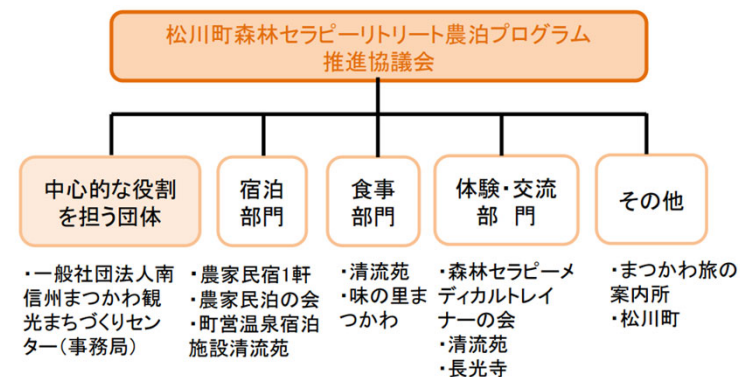 松川町森林セラピーリトリート農泊プログラム
推進協議会
中心的な役割
を担う団体
・一般社団法人南
信州まつかわ観
光まちづくりセン
ター(事務局)
宿泊
部門
・農家民宿1軒
・農家民泊の会
・町営温泉宿泊
施設清流苑
食事
部門
・清流苑
・味の里ま
つかわ
体験・交流
部　門
・森林セラピーメ
ディカルトレイ
ナーの会
・清流苑
・長光寺
その他
・まつかわ旅の
案内所
・松川町